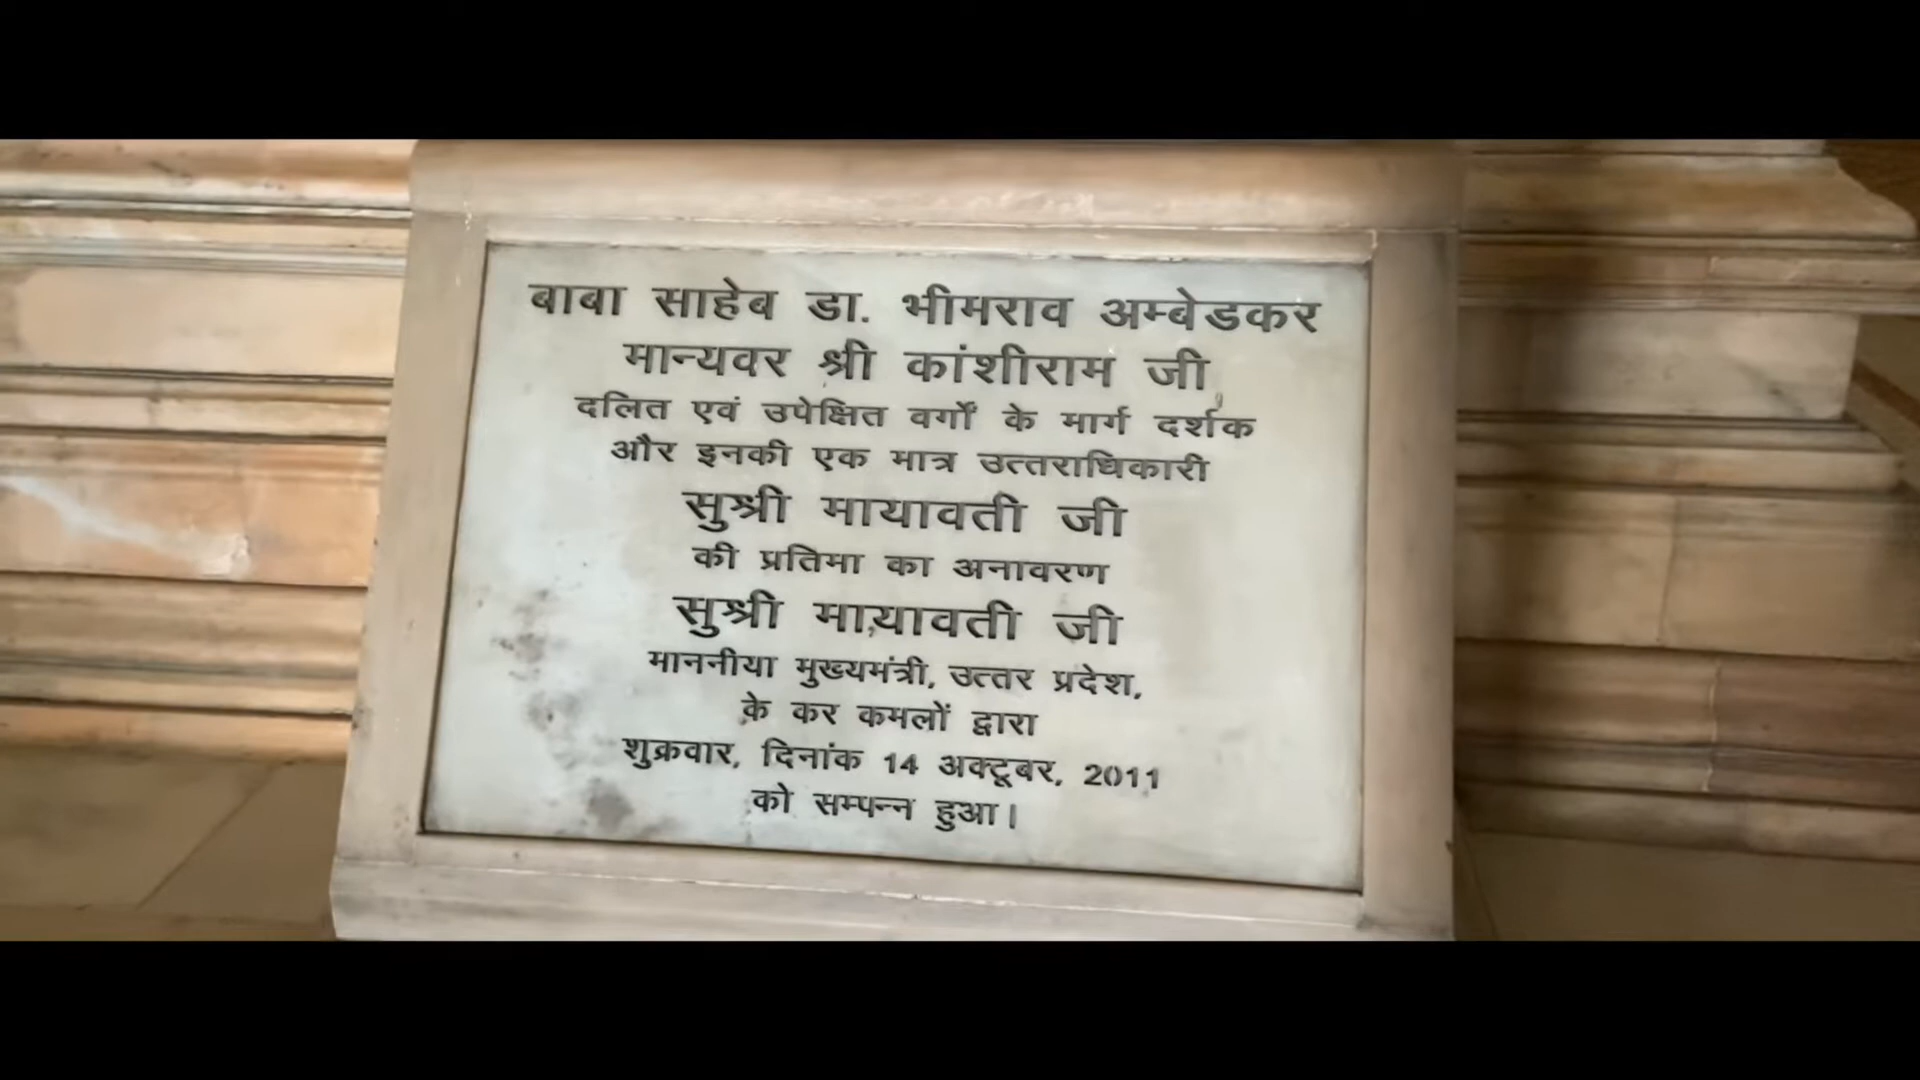 बाबा साहेब डा. भीमराव अम्बेडकर
मान्यवर श्री कांशीराम जी
दलित एवं उपेक्षित वर्गों के मार्ग दर्शक
और इनकी एक मात्र उत्तराधिकारी
सुश्री मायावती जी
की प्रतिमा का अनावरण
सुश्री मायावती जी
माननीया मुख्यमंत्री, उत्तर प्रदेश,
के कर कमलों द्वारा
शुक्रवार, दिनांक 14 अक्टूबर, 2011
को सम्पन्न हुआ।